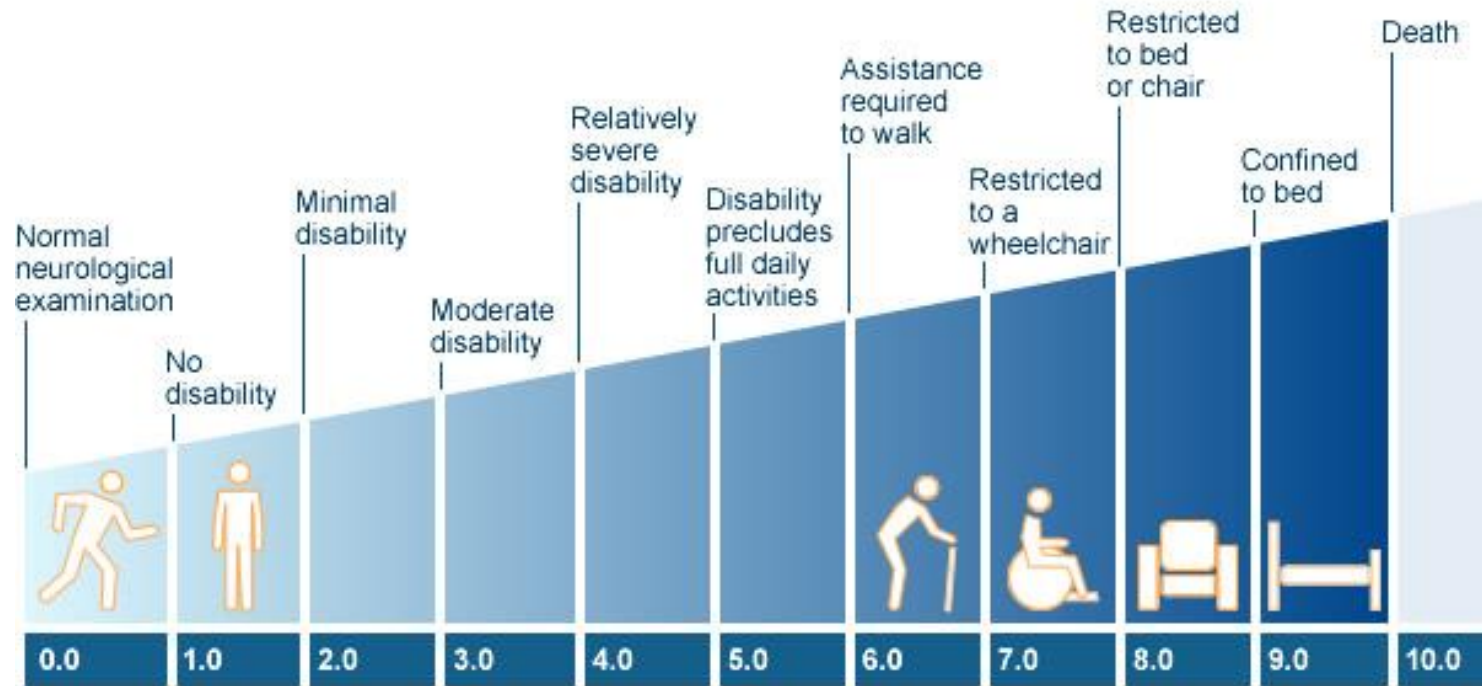 Normal
neurological
examination
No
disability
Minimal
disability
Moderate
disability
Relatively
severe
disability
Disability
precludes
full daily
activities
Assistance
required
to walk
Restricted
to a
wheelchair
Restricted
to bed
or chair
Confined
to bed
Death
0.0 1.0 2.0 3.0 4.0 5.0 6.0 7.0 8.0 9.0 10.0